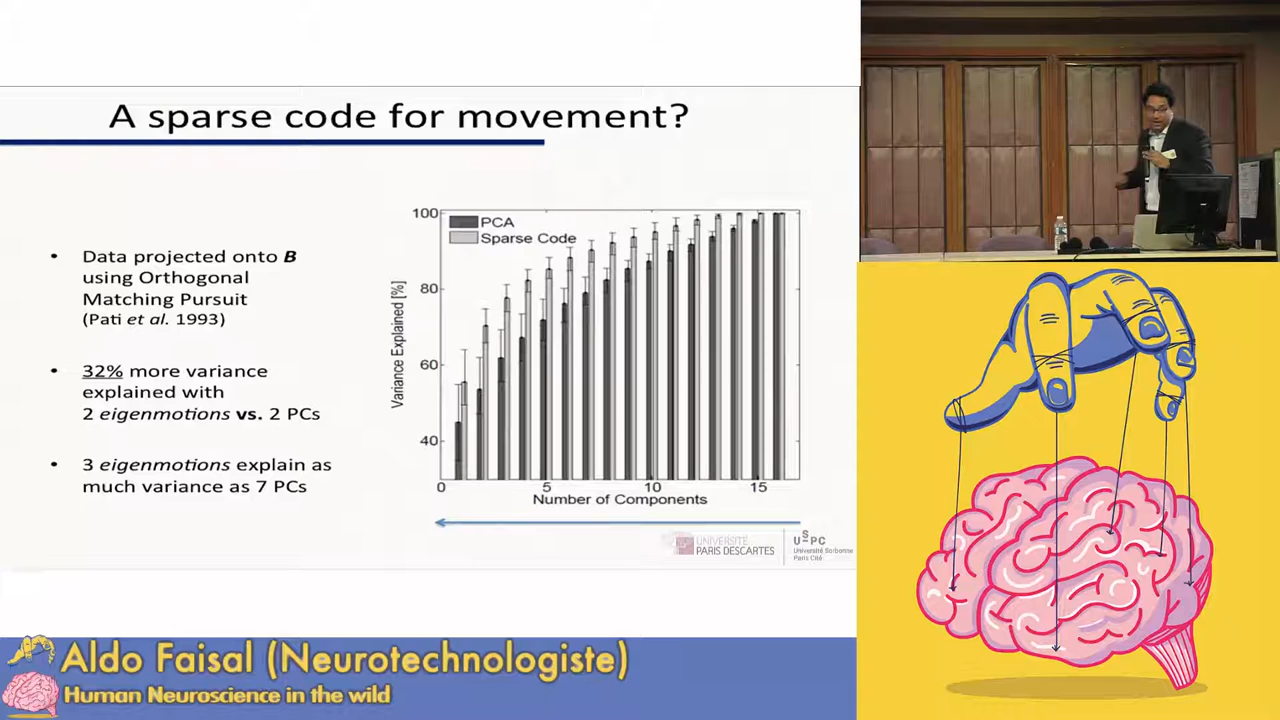 A sparse code for movement?
• Data projected onto B
using Orthogonal
Matching Pursuit
(Pati et al. 1993)
• 32% more variance
explained with
2 eigenmotions vs. 2 PCs
• 3 eigenmotions explain as
much variance as 7 PCs
PCA
Sparse Code
Variance Explained [%]
100
80
60
40
0 5 10 15
Number of Components
UNIVERSITÉ
PARIS DESCARTES
U S PC
Université Sorbonne
Paris Cité
Aldo Faisal (Neurotechnologiste)
Human Neuroscience in the wild